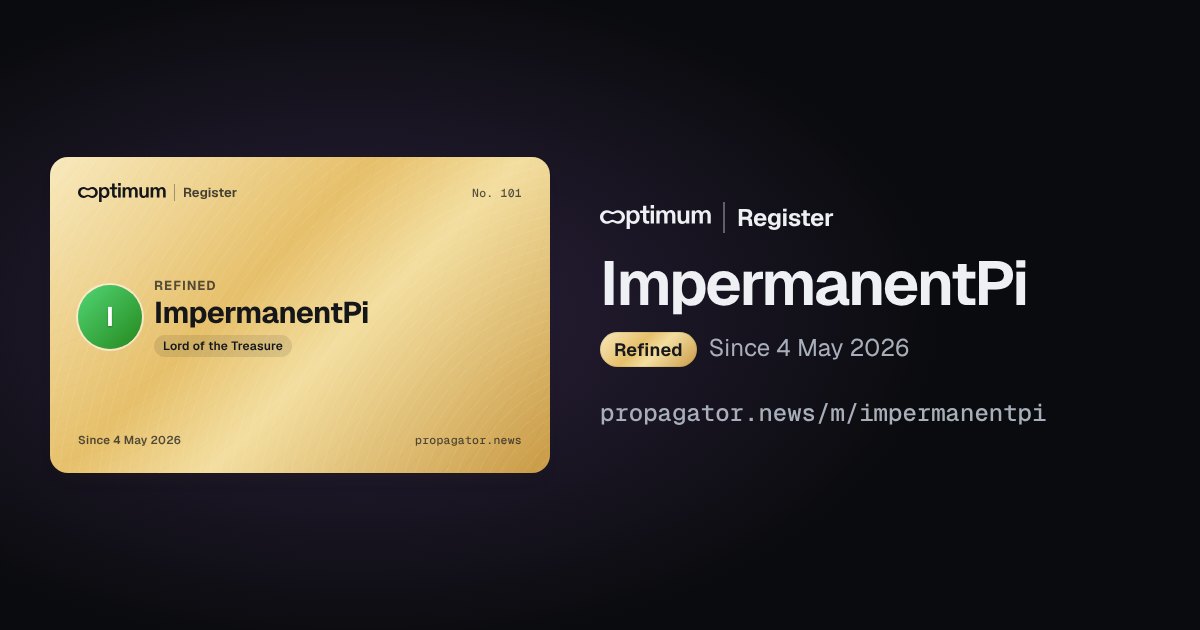 optimum | Register
No. 101
REFINED
I
ImpermanentPi
Lord of the Treasure
Since 4 May 2026
propagator.news
optimum | Register
ImpermanentPi
Refined
Since 4 May 2026
propagator.news/m/impermanentpi